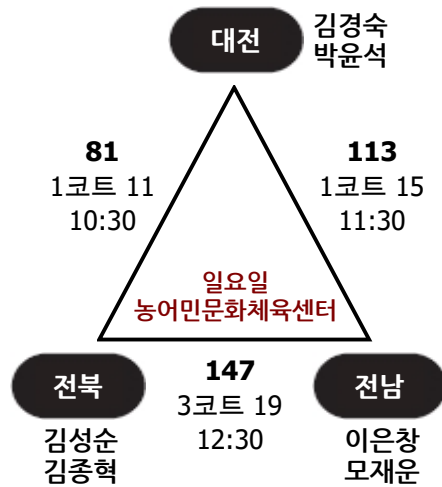 대전
김경숙
박윤석
81
1코트 11
10:30
113
1코트 15
11:30
일요일
농어민문화체육센터
전북
김성순
김종혁
147
3코트 19
12:30
전남
이은창
모재운